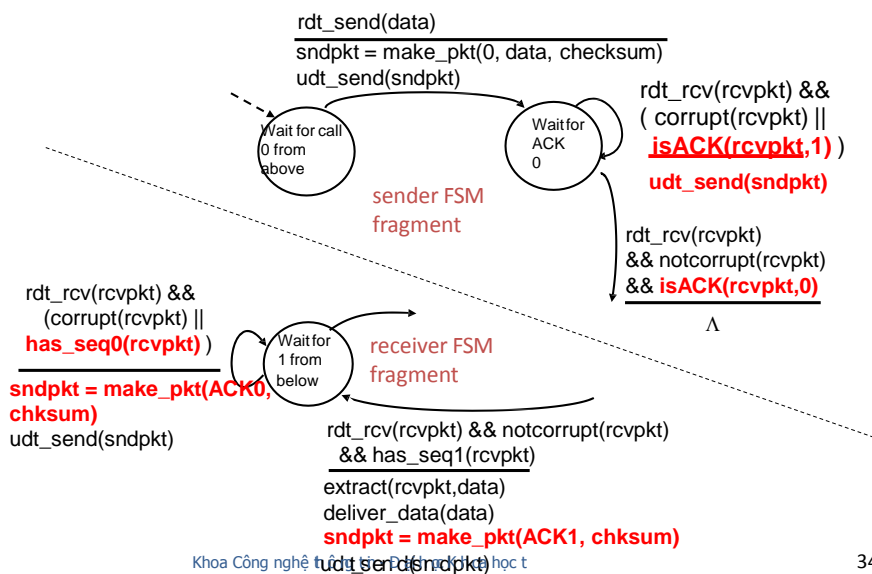 rdt_send(data)
sndpkt = make_pkt(0, data, checksum)
udt_send(sndpkt)
Wait for call
0 from
above
Wait for
ACK
0
rdt_rcv(rcvpkt) &&
( corrupt(rcvpkt) ||
isACK(rcvpkt,1) )
udt_send(sndpkt)
sender FSM
fragment
rdt_rcv(rcvpkt)
&& notcorrupt(rcvpkt)
&& isACK(rcvpkt,0)
Λ
rdt_rcv(rcvpkt) &&
(corrupt(rcvpkt) ||
has_seq0(rcvpkt) )
sndpkt = make_pkt(ACK0,
chksum)
udt_send(sndpkt)
Wait for
1 from
below
receiver FSM
fragment
rdt_rcv(rcvpkt) && notcorrupt(rcvpkt)
&& has_seq1(rcvpkt)
extract(rcvpkt,data)
deliver_data(data)
sndpkt = make_pkt(ACK1, chksum)
udt_send(sndpkt)
Khoa Công nghệ học t
34